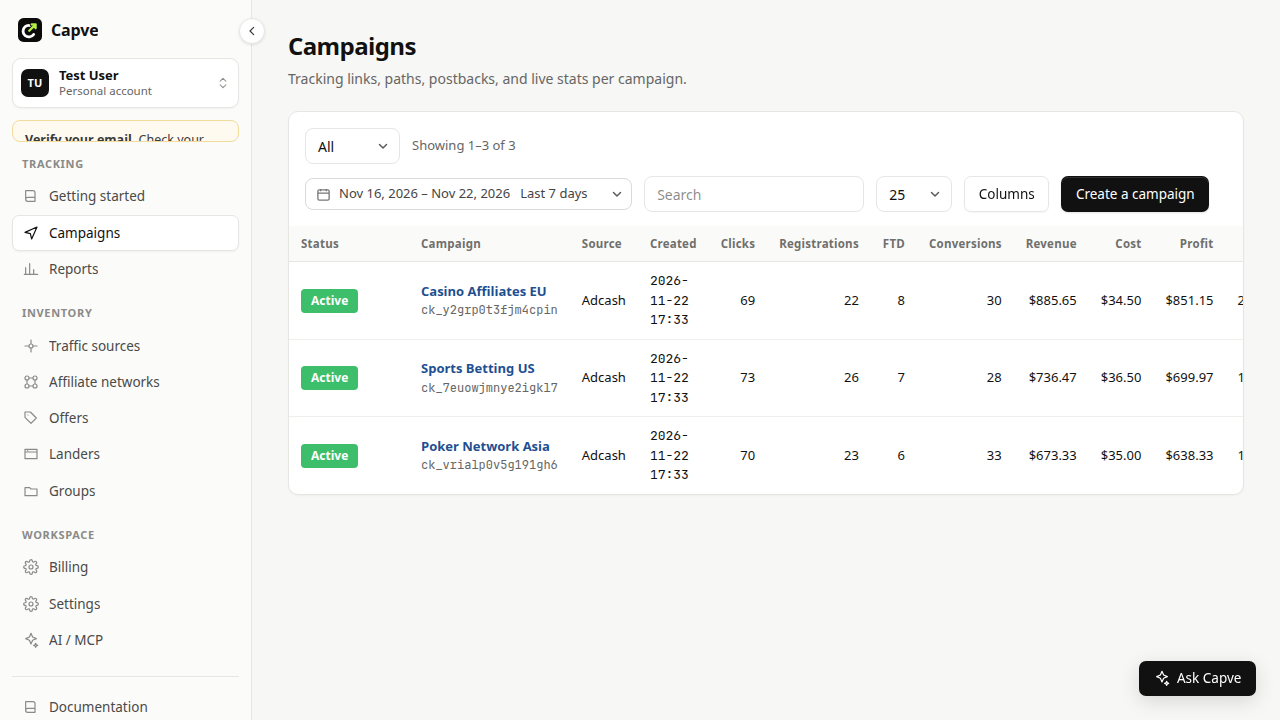 Capve
TU
Test User
Personal account
Verify your email. Check your
TRACKING
Getting started
Campaigns
Reports
INVENTORY
Traffic sources
Affiliate networks
Offers
Landers
Groups
WORKSPACE
Billing
Settings
AI / MCP
Documentation
Campaigns
Tracking links, paths, postbacks, and live stats per campaign.
All
Showing 1–3 of 3
Nov 16, 2026 – Nov 22, 2026 Last 7 days
Search
25
Columns
Create a campaign
Status Campaign Source Created Clicks Registrations FTD Conversions Revenue Cost Profit
Active Casino Affiliates EU ck_y2grp0t3fjm4cpin Adcash 2026-11-22 17:33 69 22 8 30 $885.65 $34.50 $851.15
Active Sports Betting US ck_7euowjmnye2igkl7 Adcash 2026-11-22 17:33 73 26 7 28 $736.47 $36.50 $699.97
Active Poker Network Asia ck_vrialp0v5g191gh6 Adcash 2026-11-22 17:33 70 23 6 33 $673.33 $35.00 $638.33
Ask Capve